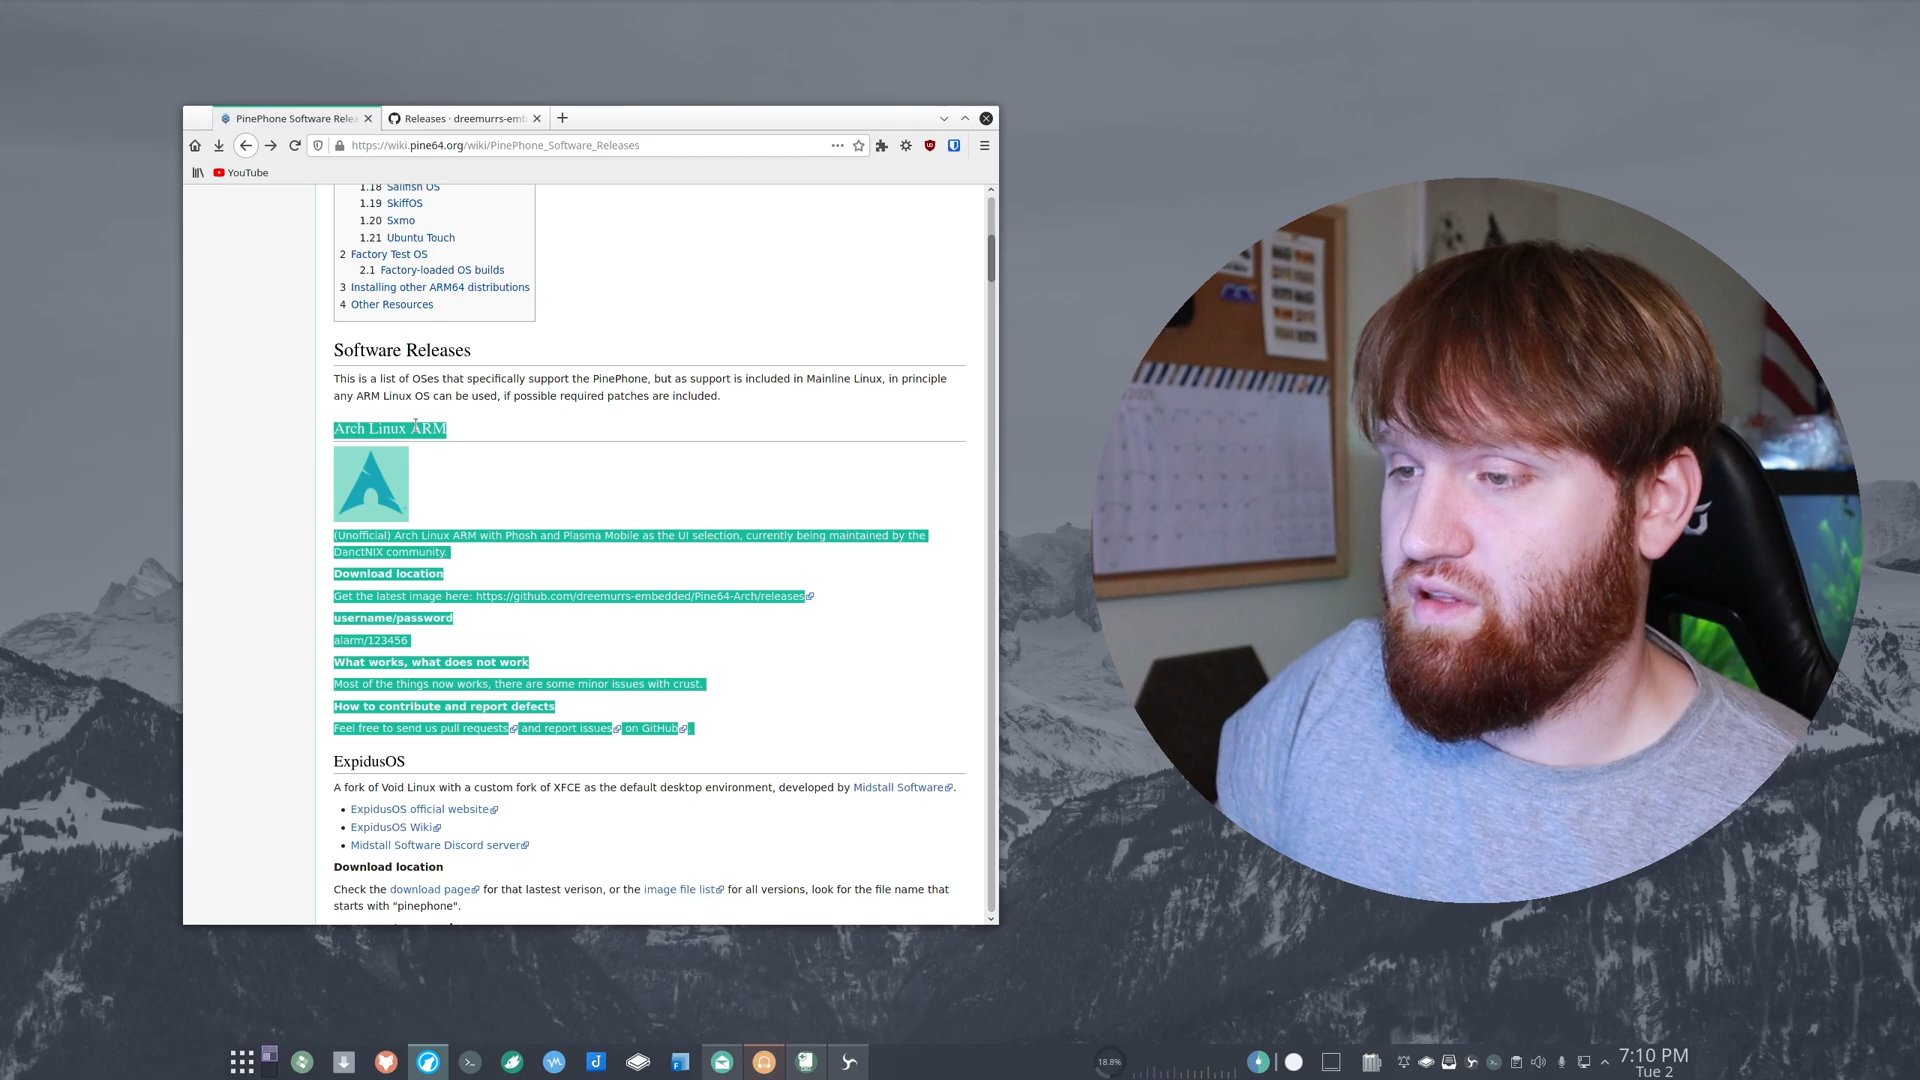 PinePhone Software Relea
Releases · dreemurrs-emb
https://wiki.pine64.org/wiki/PinePhone_Software_Releases
YouTube
1.18 Sailfish OS
1.19 SkiffOS
1.20 Sxmo
1.21 Ubuntu Touch
2 Factory Test OS
2.1 Factory-loaded OS builds
3 Installing other ARM64 distributions
4 Other Resources
Software Releases
This is a list of OSes that specifically support the PinePhone, but as support is included in Mainline Linux, in principle
any ARM Linux OS can be used, if possible required patches are included.
Arch Linux ARM
(Unofficial) Arch Linux ARM with Phosh and Plasma Mobile as the UI selection, currently being maintained by the
DanctNIX community.
Download location
Get the latest image here: https://github.com/dreemurrs-embedded/Pine64-Arch/releases
username/password
alarm/123456
What works, what does not work
Most of the things now works, there are some minor issues with crust.
How to contribute and report defects
Feel free to send us pull requests and report issues on GitHub.
ExpidusOS
A fork of Void Linux with a custom fork of XFCE as the default desktop environment, developed by Midstall Software.
• ExpidusOS official website
• ExpidusOS Wiki
• Midstall Software Discord server
Download location
Check the download page for that lastest verison, or the image file list for all versions, look for the file name that
starts with "pinephone".
18.8%
7:10 PM
Tue 2